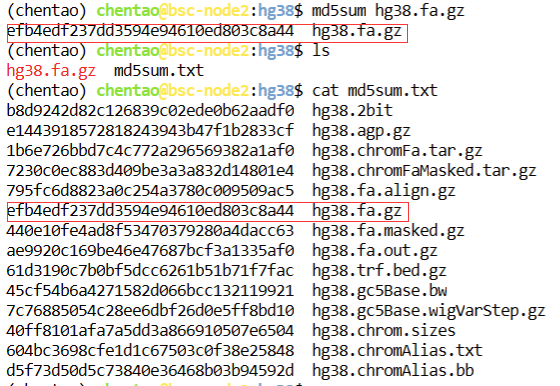 (chentao) chentao@bsc-node2:hg38$ md5sum hg38.fa.gz
efb4edf237dd3594e94610ed803c8a44  hg38.fa.gz
(chentao) chentao@bsc-node2:hg38$ ls
hg38.fa.gz  md5sum.txt
(chentao) chentao@bsc-node2:hg38$ cat md5sum.txt
b8d9242d82c126839c02ede0b62aadf0  hg38.2bit
e1443918572818243943b47f1b2833cf  hg38.agp.gz
1b6e726bbd7c4c772a296569382a1af0  hg38.chromFa.tar.gz
7230c0ec883d409be3a3a832d14801e4  hg38.chromFaMasked.tar.gz
795fc6d8823a0c254a3780c009509ac5  hg38.fa.align.gz
efb4edf237dd3594e94610ed803c8a44  hg38.fa.gz
440e10fe4ad8f53470379280a4dacc63  hg38.fa.masked.gz
ae9920c169be46e47687bcf3a1335af0  hg38.fa.out.gz
61d3190c7b0bf5dcc6261b51b71f7fac  hg38.trf.bed.gz
45cf54b6a4271582d066bcc132119921  hg38.gc5Base.bw
7c76885054c28ee6dbf26d0e5ff8bd10  hg38.gc5Base.wigVarStep.gz
40ff8101afa7a5dd3a866910507e6504  hg38.chrom.sizes
604bc3698cfe1d1c67503c0f38e25848  hg38.chromAlias.txt
d5f73d50d5c73840e36468b03b94592d  hg38.chromAlias.bb